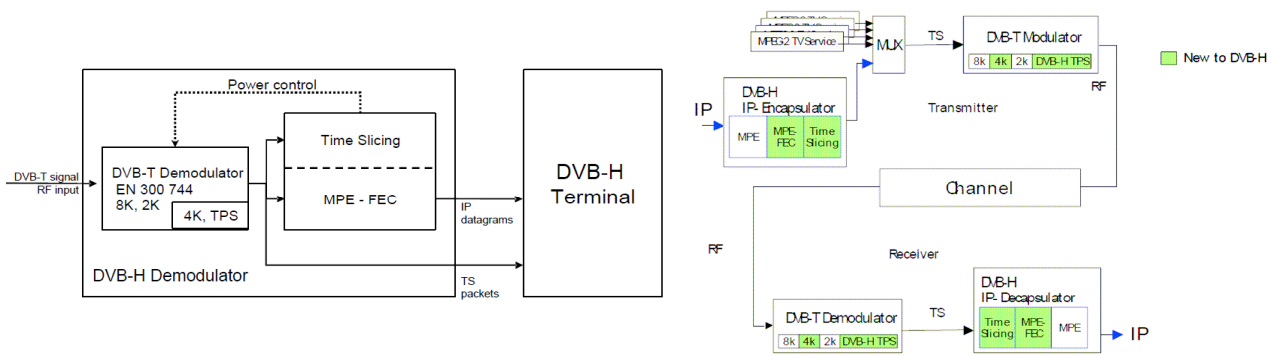 Power control
Time Slicing
MPE - FEC
DVB-T signal
RF input
DVB-T Demodulator
EN 300 744
8K, 2K
4K, TPS
DVB-H Demodulator
IP
datagrams
TS
packets
DVB-H
Terminal
MPEG2 TV Service
MUX
TS
DVB-T Modulator
8k 4k 2k DVB-H TPS
New to DVB-H
RF
Transmitter
IP
DVB-H
IP-Encapsulator
MPE
MPE-
FEC
Time
Slicing
Channel
RF
Receiver
DVB-T Demodulator
8k 4k 2k DVB-H TPS
TS
DVB-H
IP-Decapsulator
Time
Slicing
MPE-
FEC
MPE
IP